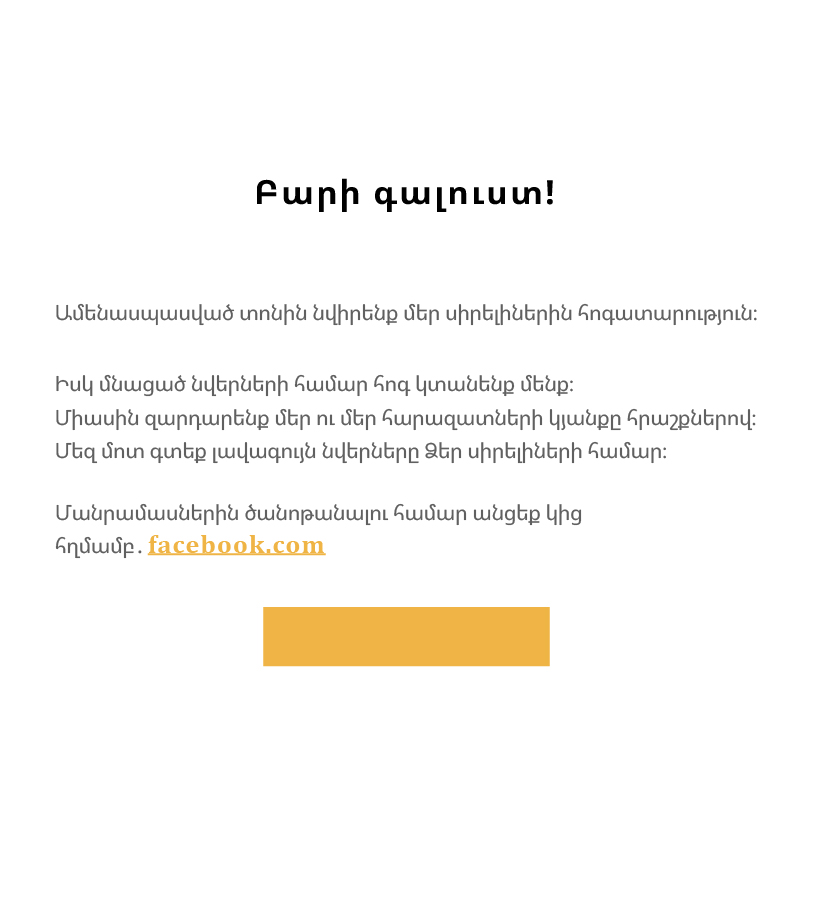 Բարի գալուստ!
Ամենասպասված տոնին նվիրենք մեր սիրելիներին հոգատարություն:
Իսկ մնացած նվերների համար հոգ կտանենք մենք:
Միասին զարդարենք մեր ու մեր հարազատների կյանքը հրաշքներով:
Մեզ մոտ գտեք լավագույն նվերները Ձեր սիրելիների համար:
Մանրամասներին ծանոթանալու համար անցեք կից
հղմամբ․ facebook.com